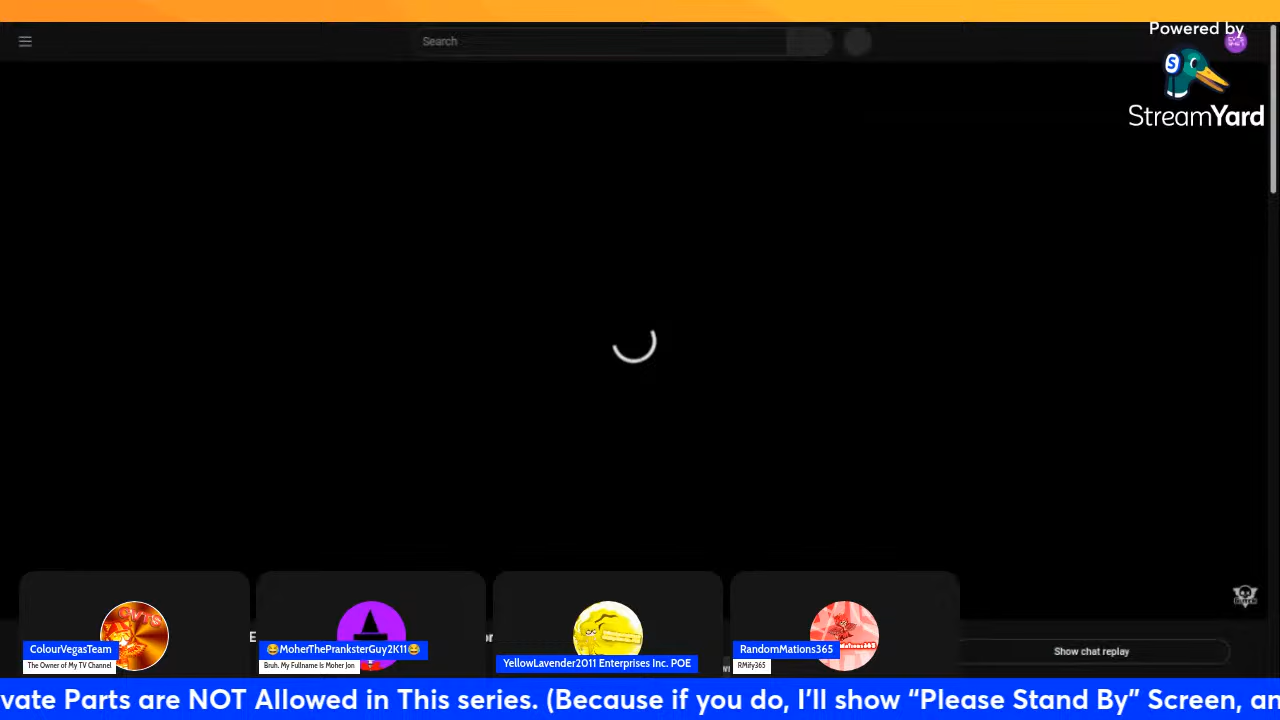 Powered by
Search
StreamYard
ColourVegasTeam
The Owner of My TV Channel
😂MoherThePranksterGuy2K11😂
Bruh. My Fullname Is Moher Jon
YellowLavender2011 Enterprises Inc. POE
RandomMations365
RMify365
Show chat replay
vate Parts are NOT Allowed in This series. (Because if you do, I’ll show “Please Stand By” Screen, an